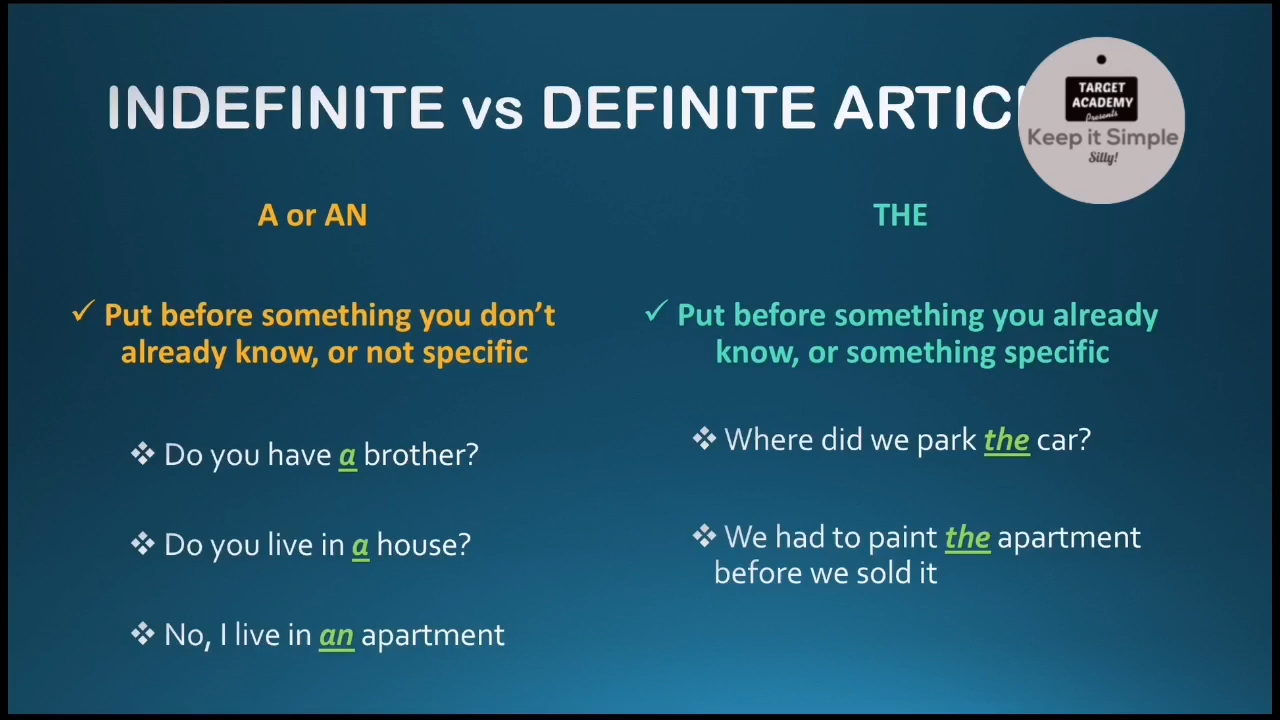 INDEFINITE vs DEFINITE
TARGET
ACADEMY
Presents
Keep it Simple
Silly!
A or AN
Put before something you don't
already know, or not specific
Do you have a brother?
Do you live in a house?
No, I live in an apartment
THE
Put before something you already
know, or something specific
Where did we park the car?
We had to paint the apartment
before we sold it